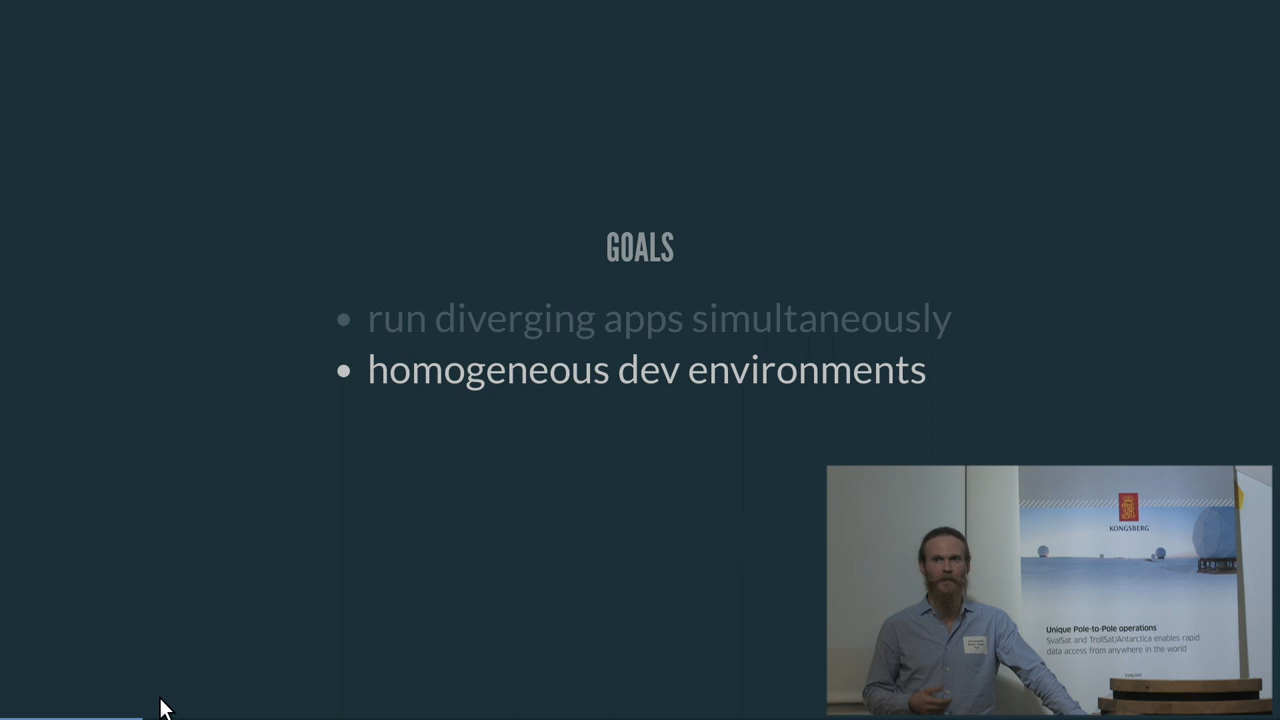 GOALS
• run diverging apps simultaneously
• homogeneous dev environments
KONGSBERG
Unique Pole-to-Pole operations
SvalSat and TrollSat/Antarctica enables rapid
data access from anywhere in the world
SVALSAT